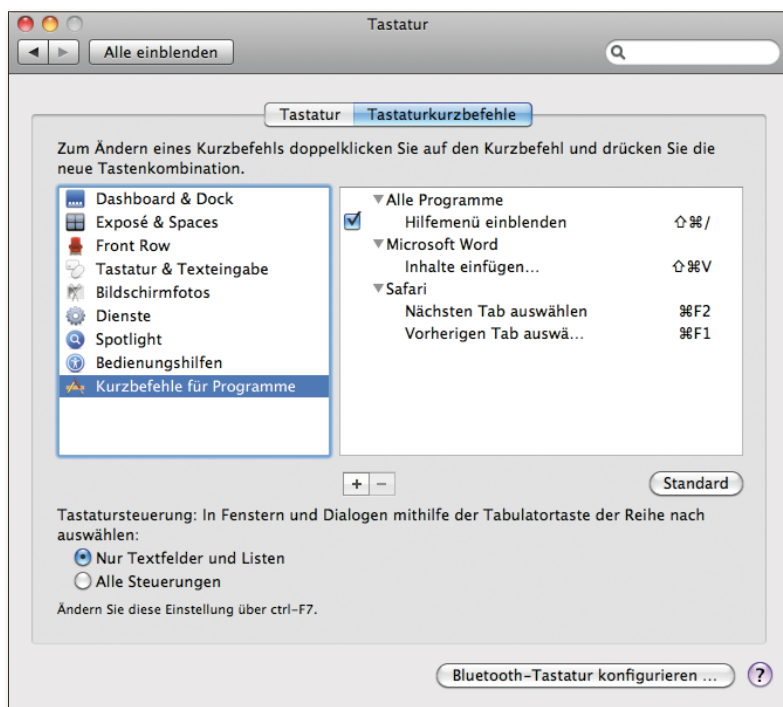 Tastatur
Alle einblenden
Tastatur
Tastaturkurzbefehle
Zum Ändern eines Kurzbefehls doppelklicken Sie auf den Kurzbefehl und drücken Sie die
neue Tastenkombination.
Dashboard & Dock
Exposé & Spaces
Front Row
Tastatur & Texteingabe
Bildschirmfotos
Dienste
Spotlight
Bedienungshilfen
Kurzbefehle für Programme
Alle Programme
Hilfemenü einblenden ⇧⌘/
Microsoft Word
Inhalte einfügen... ⇧⌘V
Safari
Nächsten Tab auswählen ⌘F2
Vorherigen Tab auswä... ⌘F1
+ −
Standard
Tastatursteuerung: In Fenstern und Dialogen mithilfe der Tabulatortaste der Reihe nach
auswählen:
Nur Textfelder und Listen
Alle Steuerungen
Ändern Sie diese Einstellung über ctrl-F7.
Bluetooth-Tastatur konfigurieren ... ?